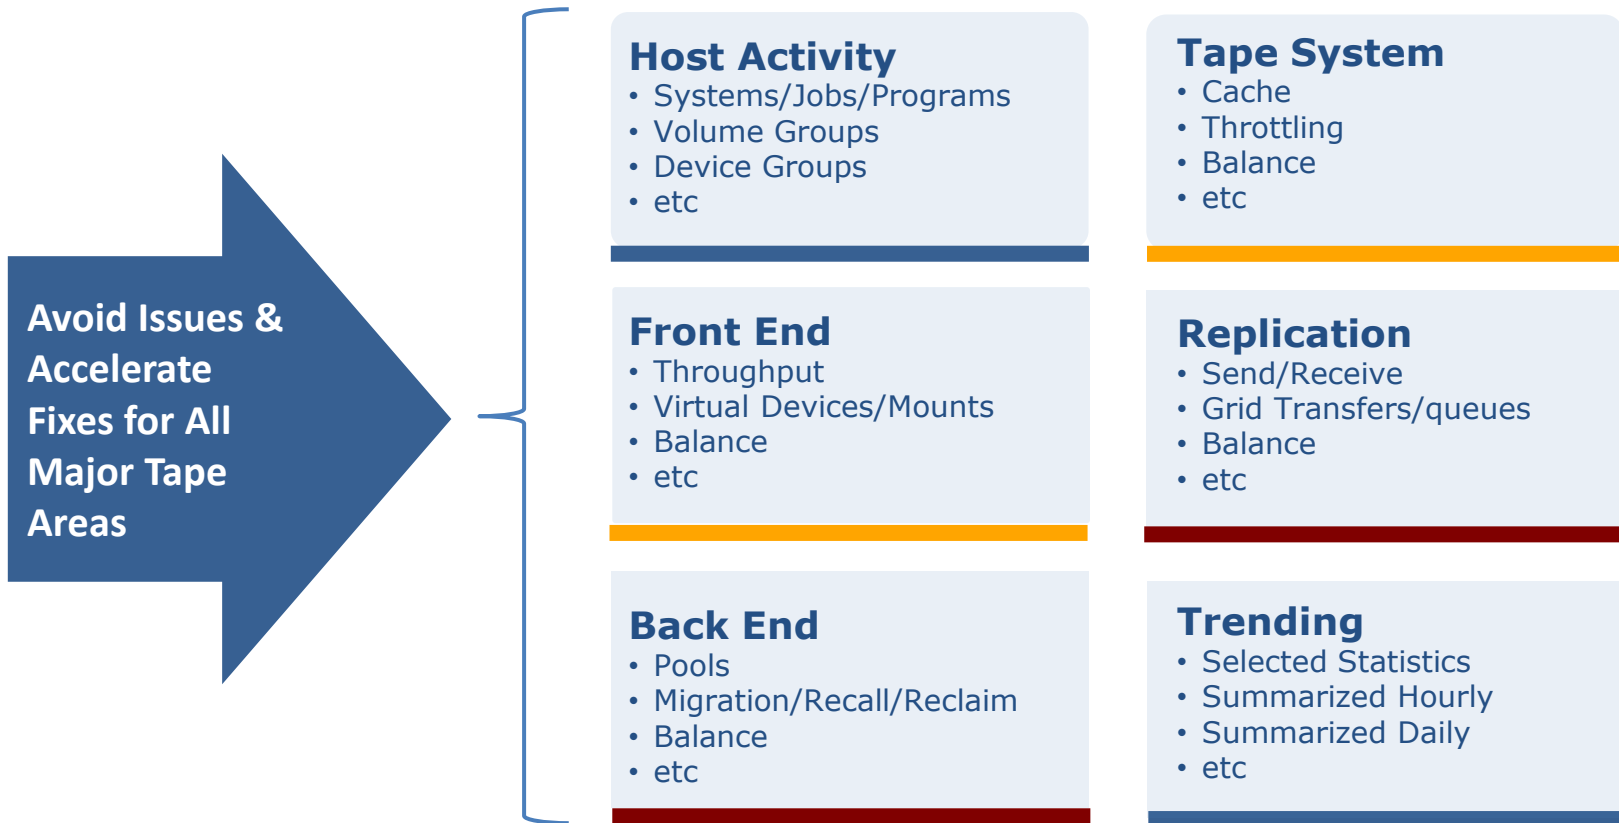 Avoid Issues &
Accelerate
Fixes for All
Major Tape
Areas
Host Activity
• Systems/Jobs/Programs
• Volume Groups
• Device Groups
• etc
Tape System
• Cache
• Throttling
• Balance
• etc
Front End
• Throughput
• Virtual Devices/Mounts
• Balance
• etc
Replication
• Send/Receive
• Grid Transfers/queues
• Balance
• etc
Back End
• Pools
• Migration/Recall/Reclaim
• Balance
• etc
Trending
• Selected Statistics
• Summarized Hourly
• Summarized Daily
• etc